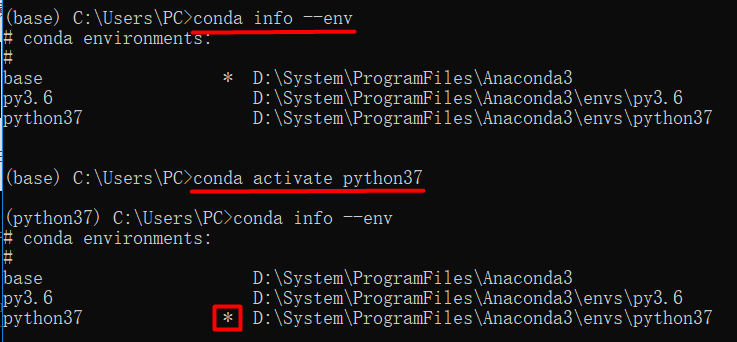 (base) C:\Users\PC>conda info --env
# conda environments:
#
base                  *  D:\System\ProgramFiles\Anaconda3
py3.6                    D:\System\ProgramFiles\Anaconda3\envs\py3.6
python37                 D:\System\ProgramFiles\Anaconda3\envs\python37
(base) C:\Users\PC>conda activate python37
(python37) C:\Users\PC>conda info --env
# conda environments:
#
base                     D:\System\ProgramFiles\Anaconda3
py3.6                    D:\System\ProgramFiles\Anaconda3\envs\py3.6
python37              *  D:\System\ProgramFiles\Anaconda3\envs\python37